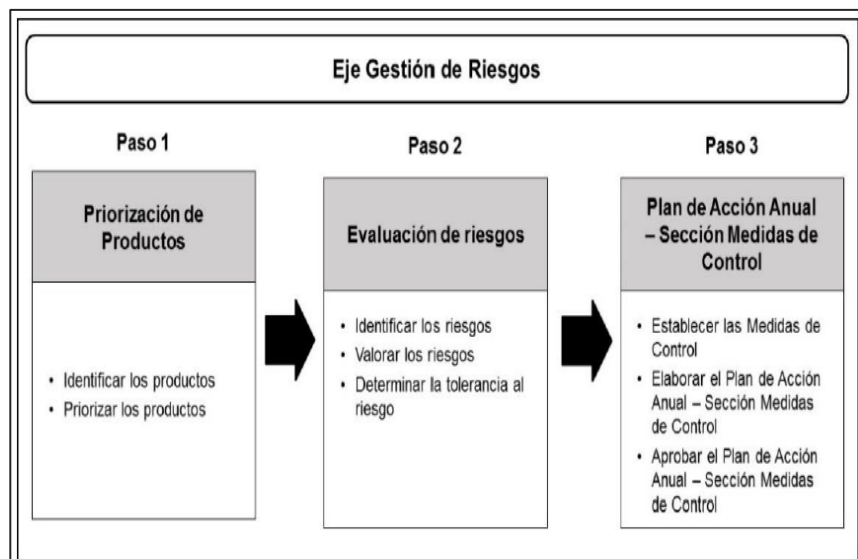 Eje Gestión de Riesgos
Paso 1
Priorización de
Productos
• Identificar los productos
• Priorizar los productos
Paso 2
Evaluación de riesgos
• Identificar los riesgos
• Valorar los riesgos
• Determinar la tolerancia al
riesgo
Paso 3
Plan de Acción Anual
– Sección Medidas de
Control
• Establecer las Medidas de
Control
• Elaborar el Plan de Acción
Anual – Sección Medidas
de Control
• Aprobar el Plan de Acción
Anual – Sección Medidas
de Control